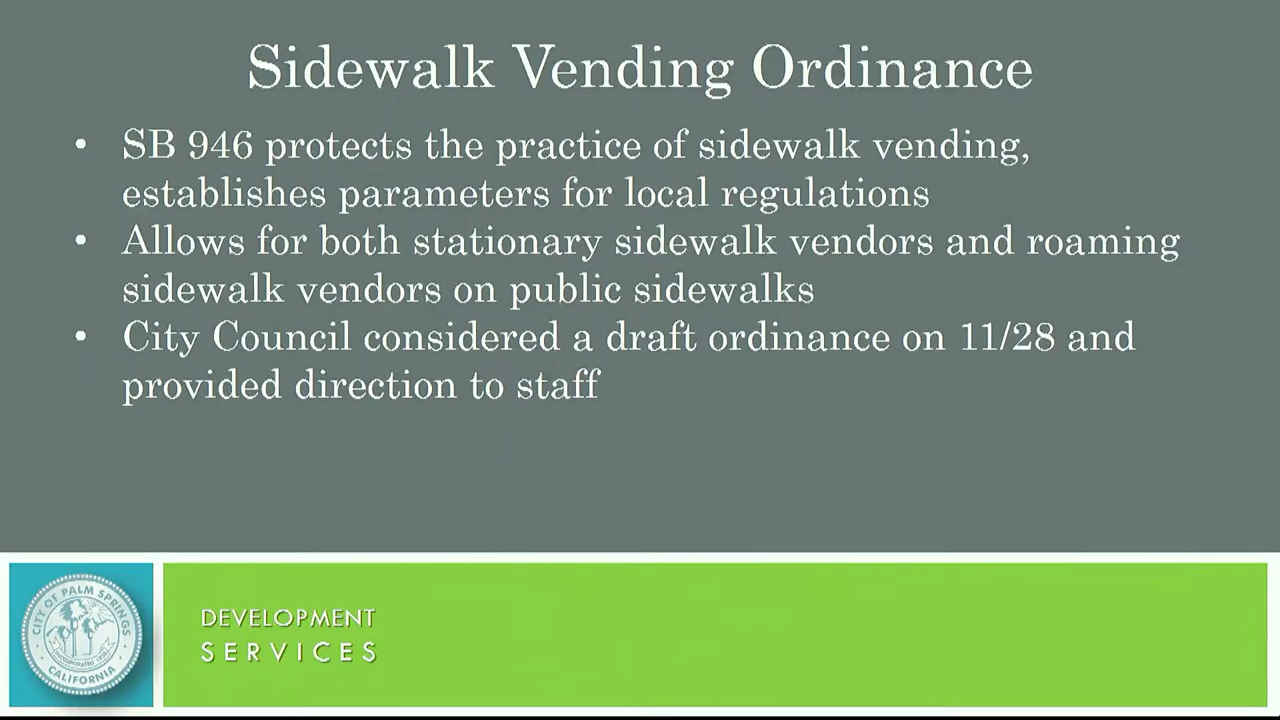 Sidewalk Vending Ordinance
• SB 946 protects the practice of sidewalk vending,
establishes parameters for local regulations
• Allows for both stationary sidewalk vendors and roaming
sidewalk vendors on public sidewalks
• City Council considered a draft ordinance on 11/28 and
provided direction to staff
CITY OF PALM SPRINGS
CALIFORNIA
DEVELOPMENT
SERVICES